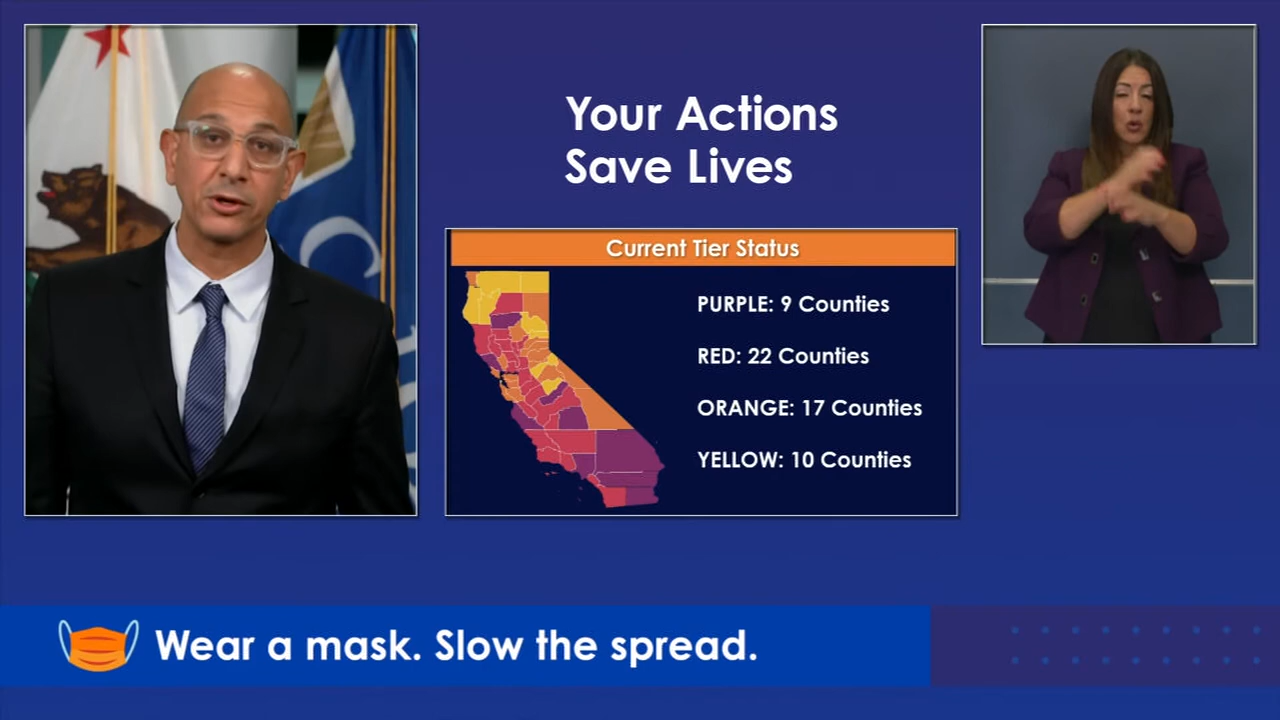 Your Actions
Save Lives
Current Tier Status
PURPLE: 9 Counties
RED: 22 Counties
ORANGE: 17 Counties
YELLOW: 10 Counties
Wear a mask. Slow the spread.